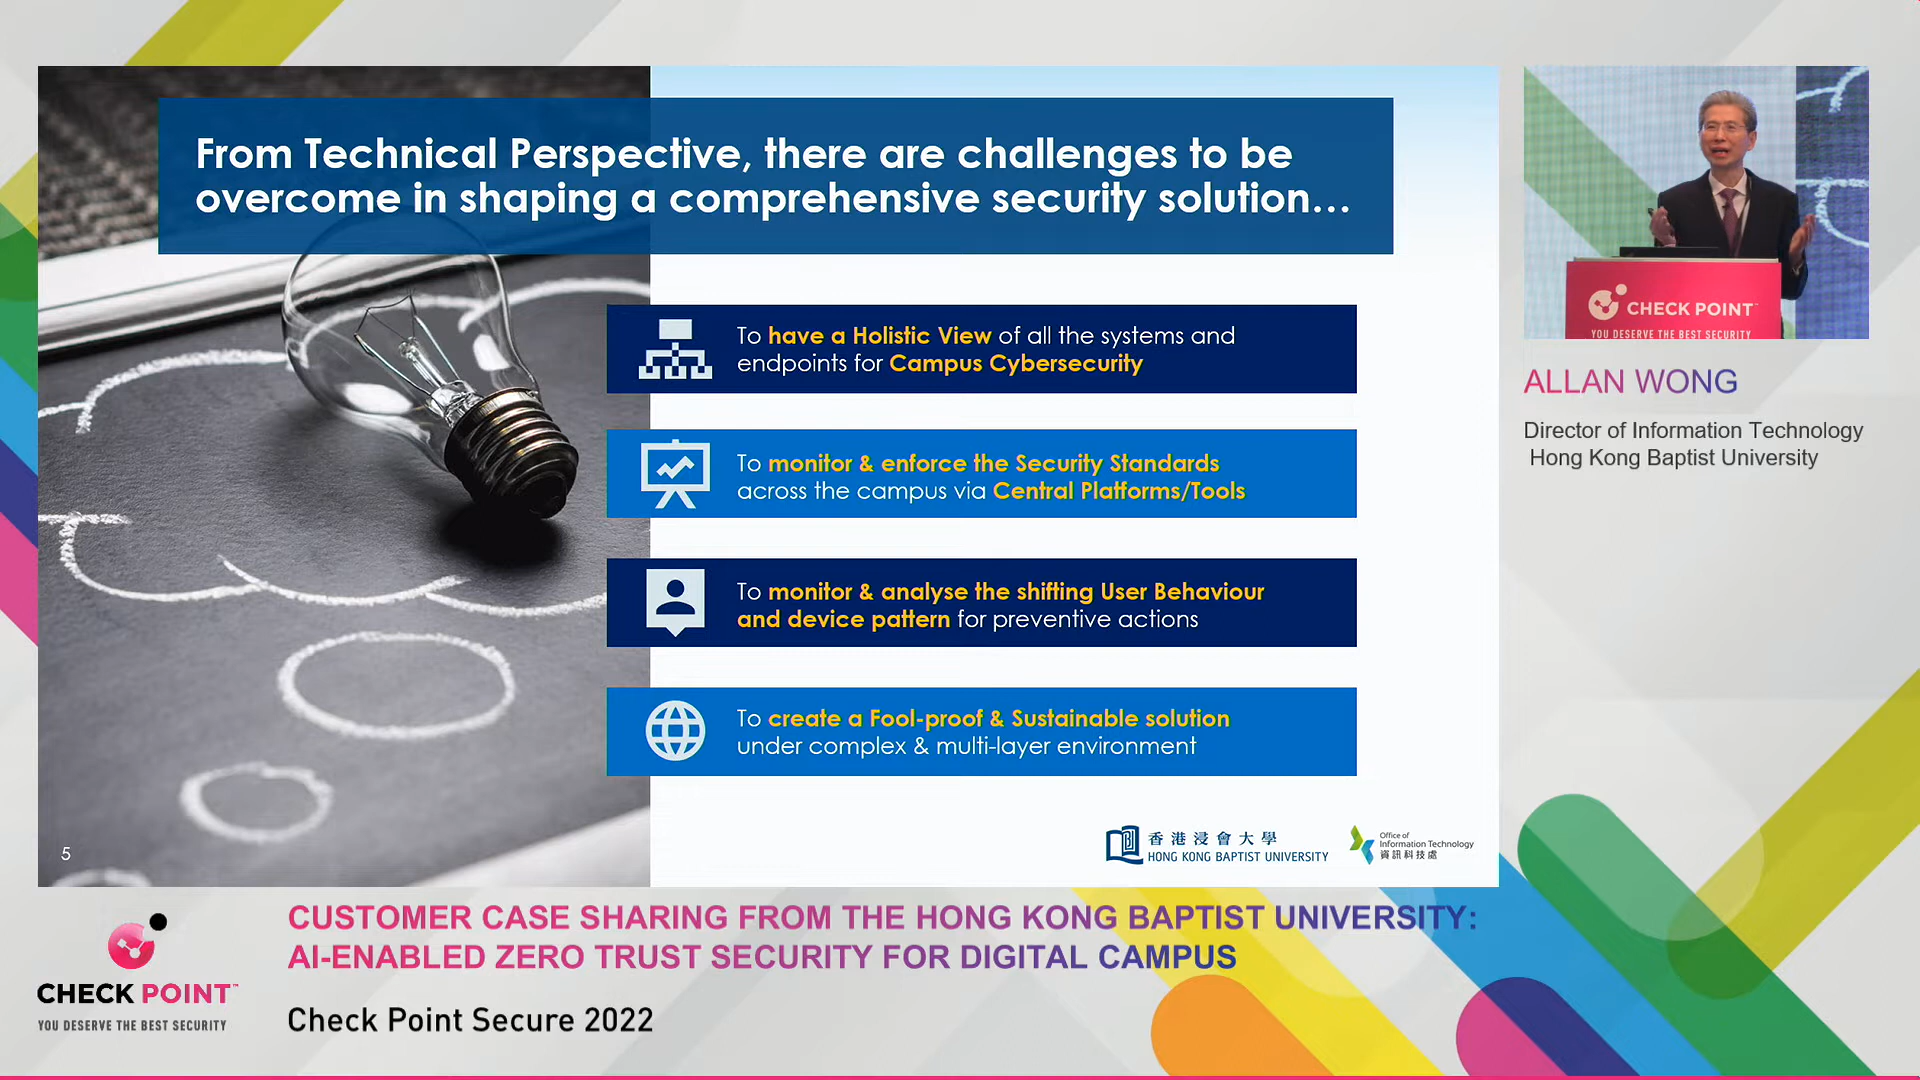 From Technical Perspective, there are challenges to be
overcome in shaping a comprehensive security solution...
To have a Holistic View of all the systems and
endpoints for Campus Cybersecurity
To monitor & enforce the Security Standards
across the campus via Central Platforms/Tools
To monitor & analyse the shifting User Behaviour
and device pattern for preventive actions
To create a Fool-proof & Sustainable solution
under complex & multi-layer environment
5
香港浸會大學
HONG KONG BAPTIST UNIVERSITY
Office of
Information Technology
資訊科技處
CHECK POINT
YOU DESERVE THE BEST SECURITY
ALLAN WONG
Director of Information Technology
Hong Kong Baptist University
CHECK POINT™
YOU DESERVE THE BEST SECURITY
CUSTOMER CASE SHARING FROM THE HONG KONG BAPTIST UNIVERSITY:
AI-ENABLED ZERO TRUST SECURITY FOR DIGITAL CAMPUS
Check Point Secure 2022